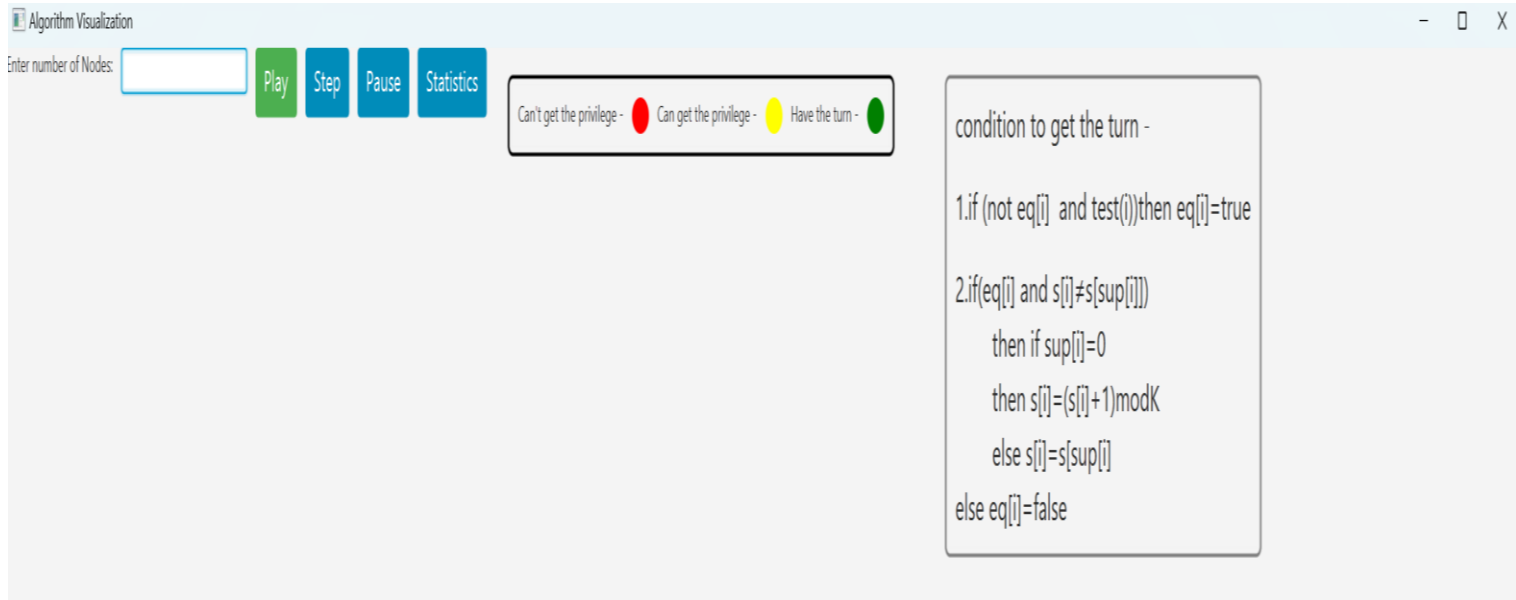 Algorithm Visualization
Enter number of Nodes:
Play
Step
Pause
Statistics
Can't get the privilege -
Can get the privilege -
Have the turn -
condition to get the turn -
1.if (not eq[i]  and test(i))then eq[i]=true
2.if(eq[i] and s[i]≠s[sup[i]])
then if sup[i]=0
then s[i]=(s[i]+1)modK
else s[i]=s[sup[i]
else eq[i]=false